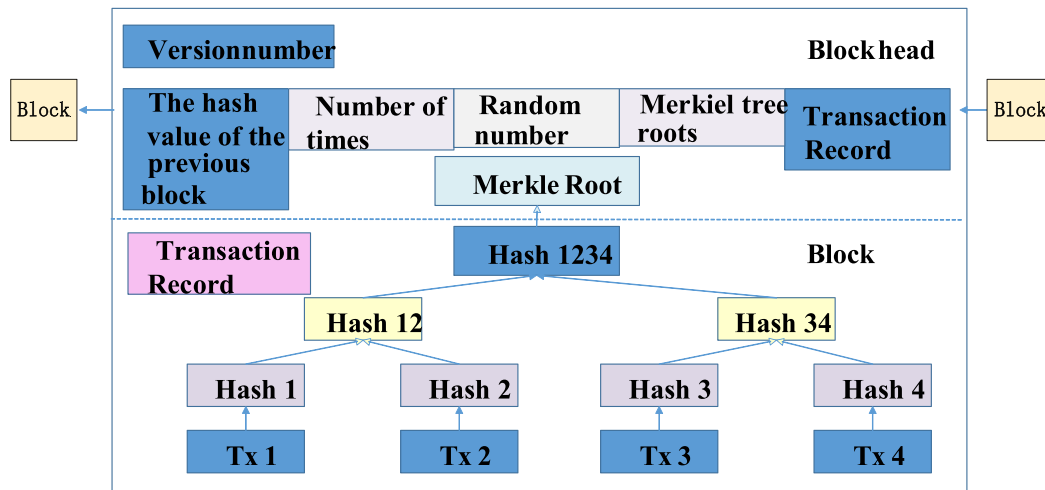 Versionnumber
Block head
Block
The hash
value of the
previous
block
Number of
times
Random
number
Merkiel tree
roots
Transaction
Record
Block
Merkle Root
Transaction
Record
Hash 1234
Block
Hash 12
Hash 34
Hash 1
Hash 2
Hash 3
Hash 4
Tx 1
Tx 2
Tx 3
Tx 4